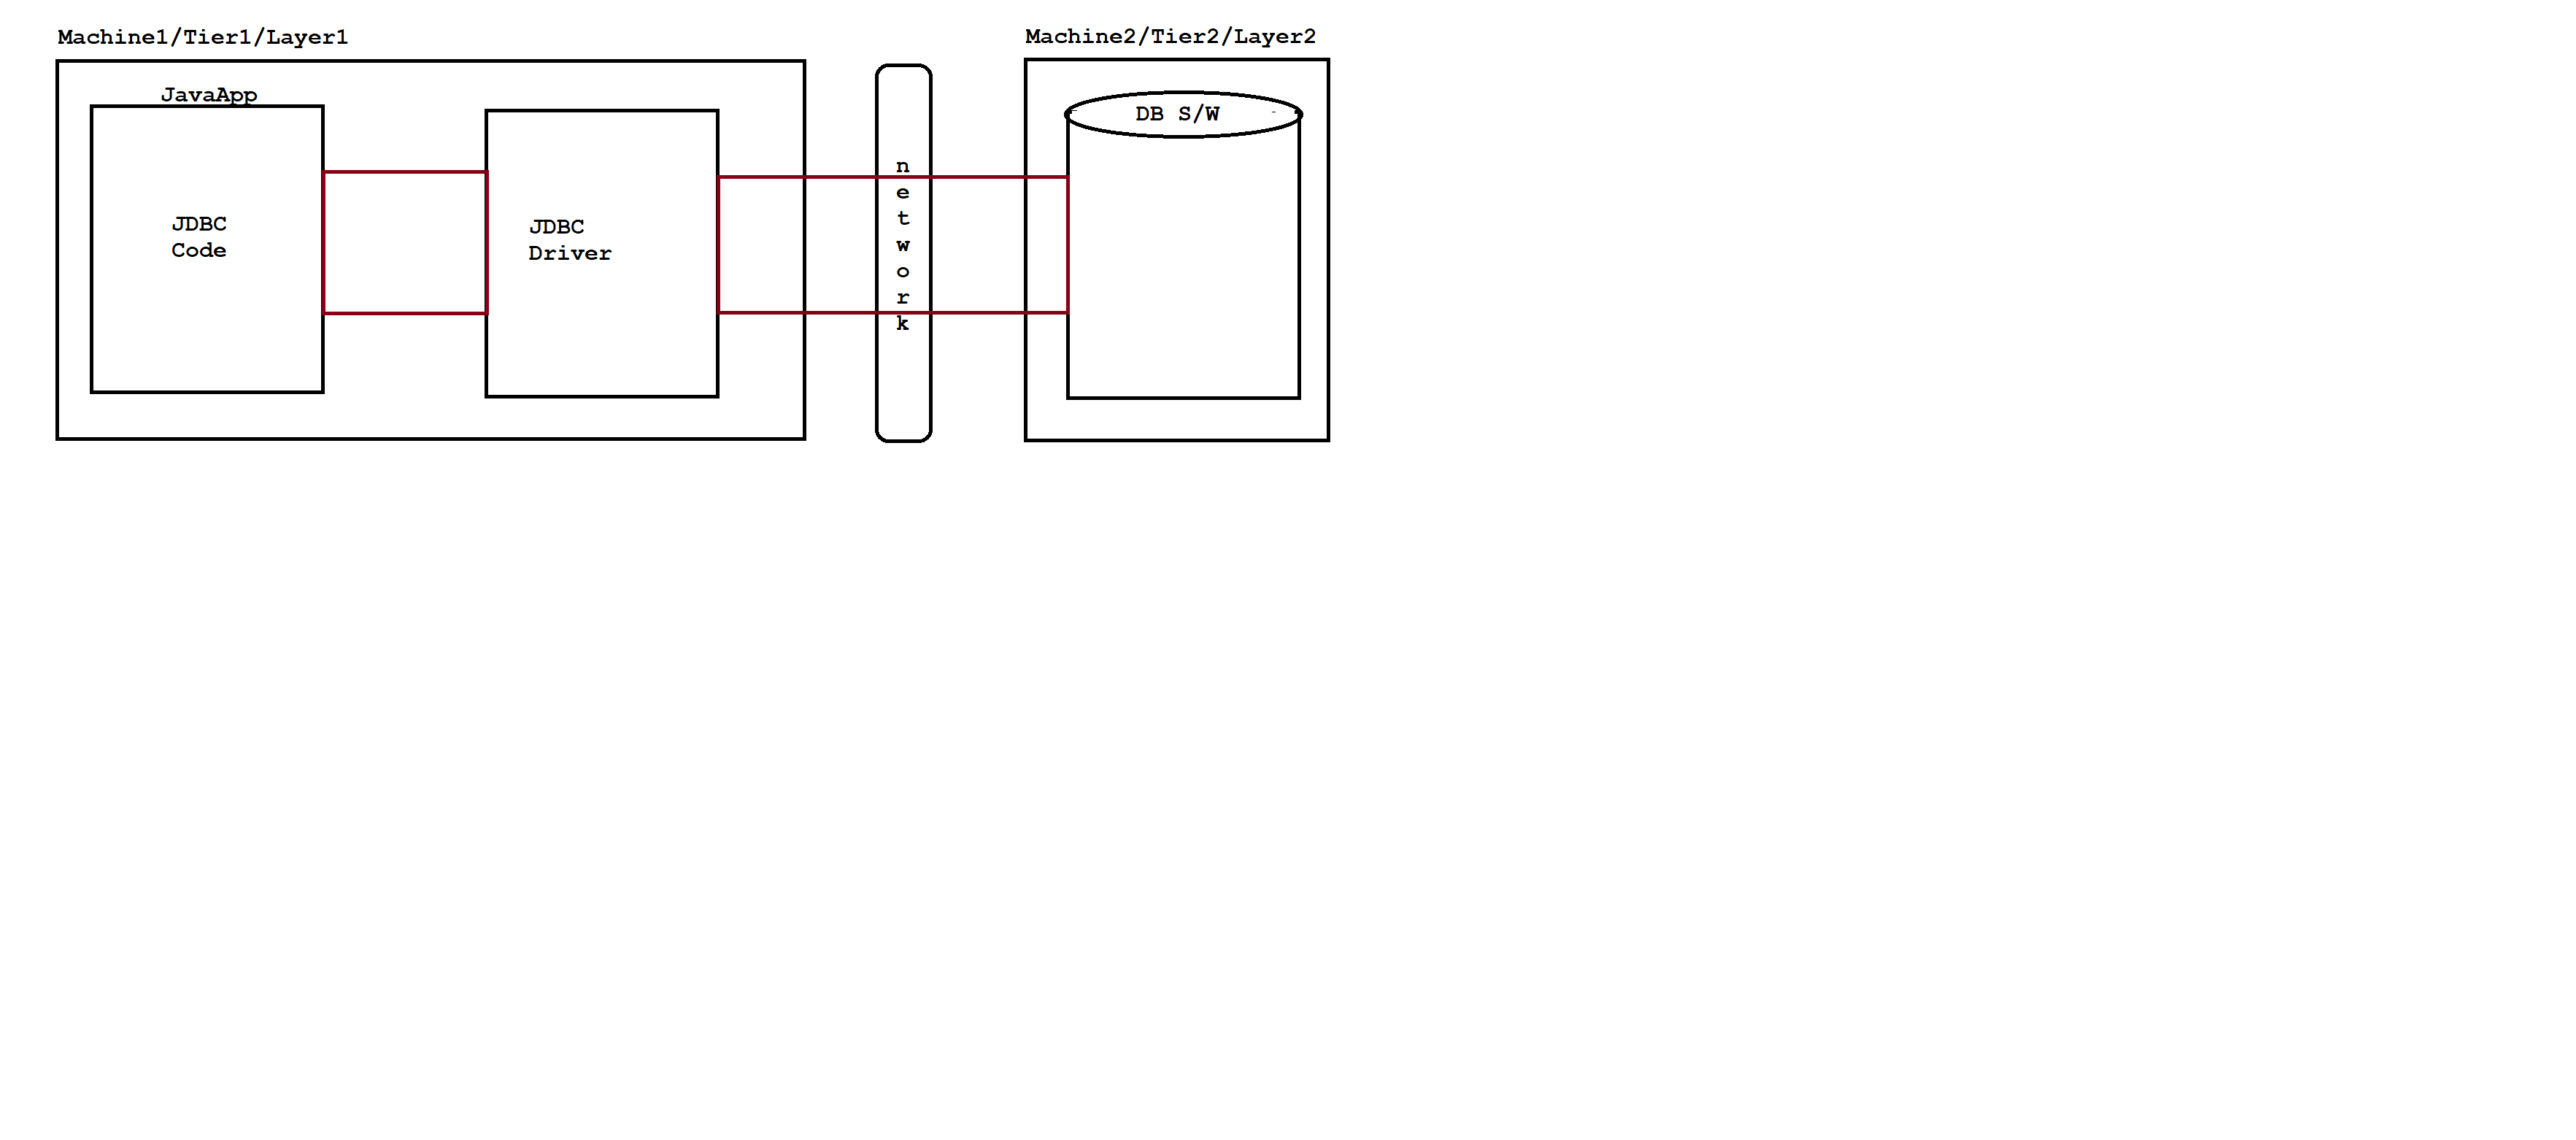 Machine1/Tier1/Layer1
Machine2/Tier2/Layer2
JavaApp
JDBC
Code
JDBC
Driver
n
e
t
w
o
r
k
DB S/W